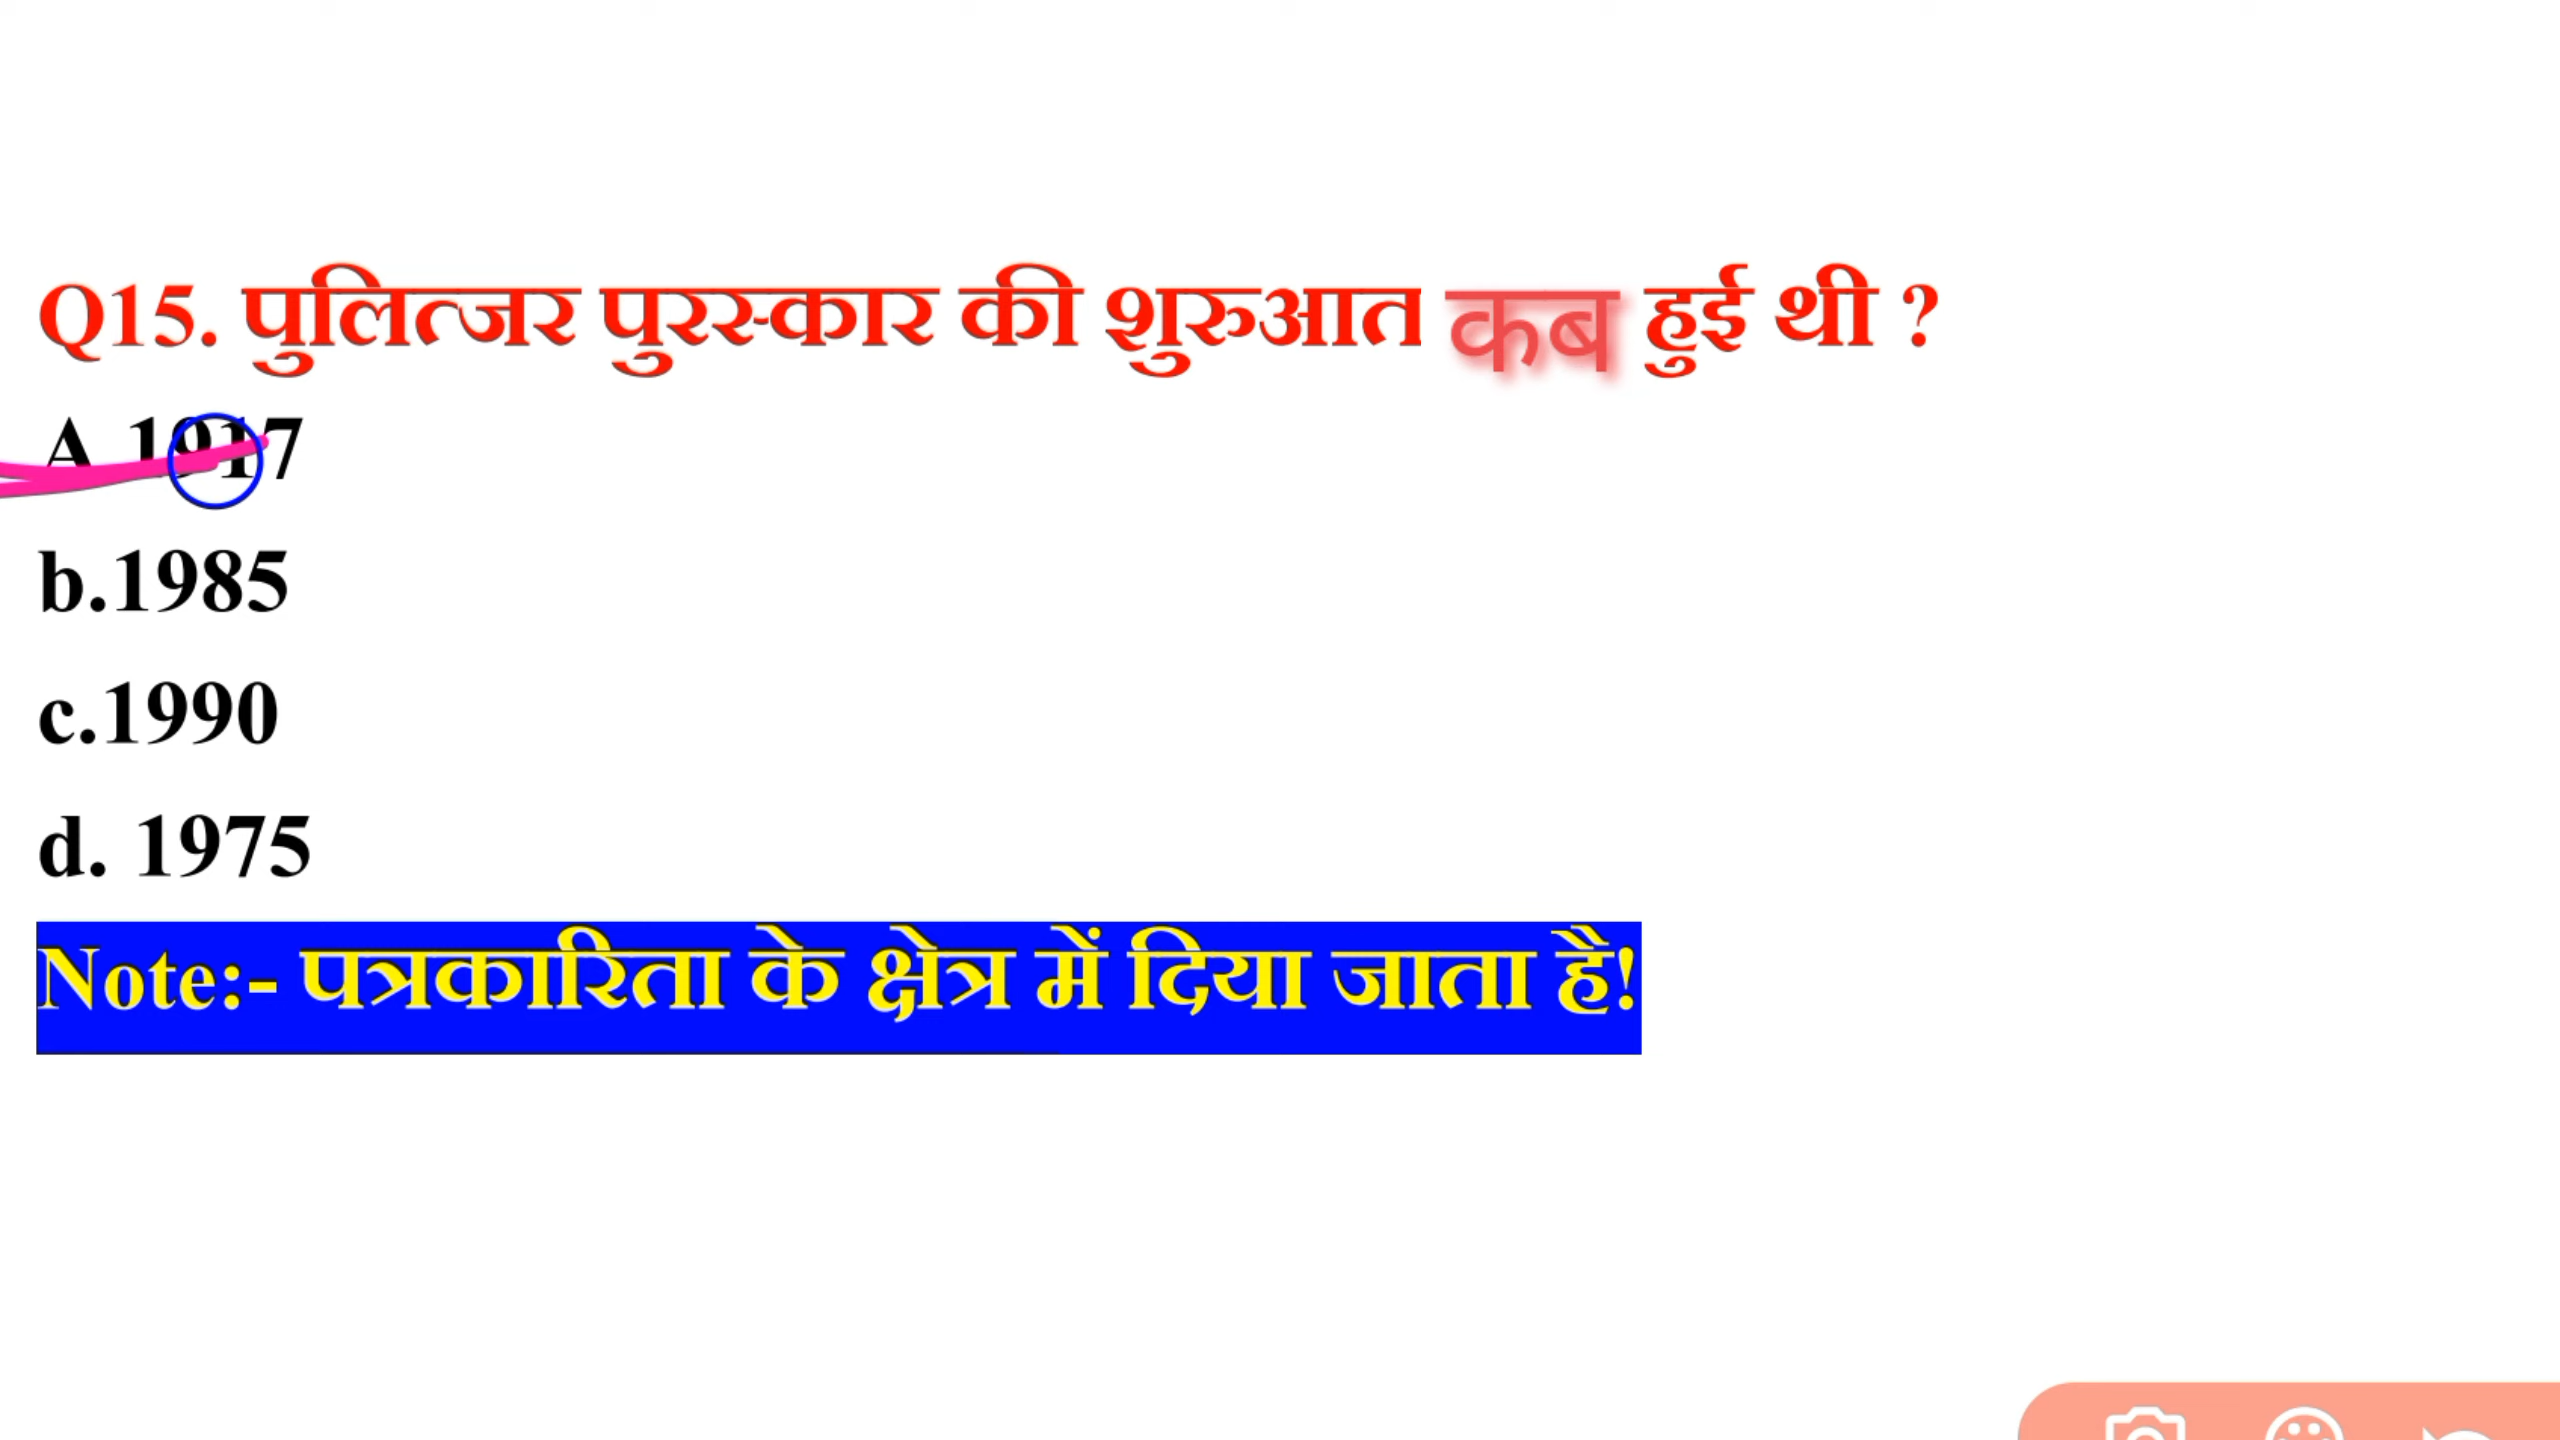 Q15. पुलित्जर पुरस्कार की शुरुआत कब हुई थी ?
A 1917
b.1985
c.1990
d. 1975
Note:- पत्रकारिता के क्षेत्र में दिया जाता है!